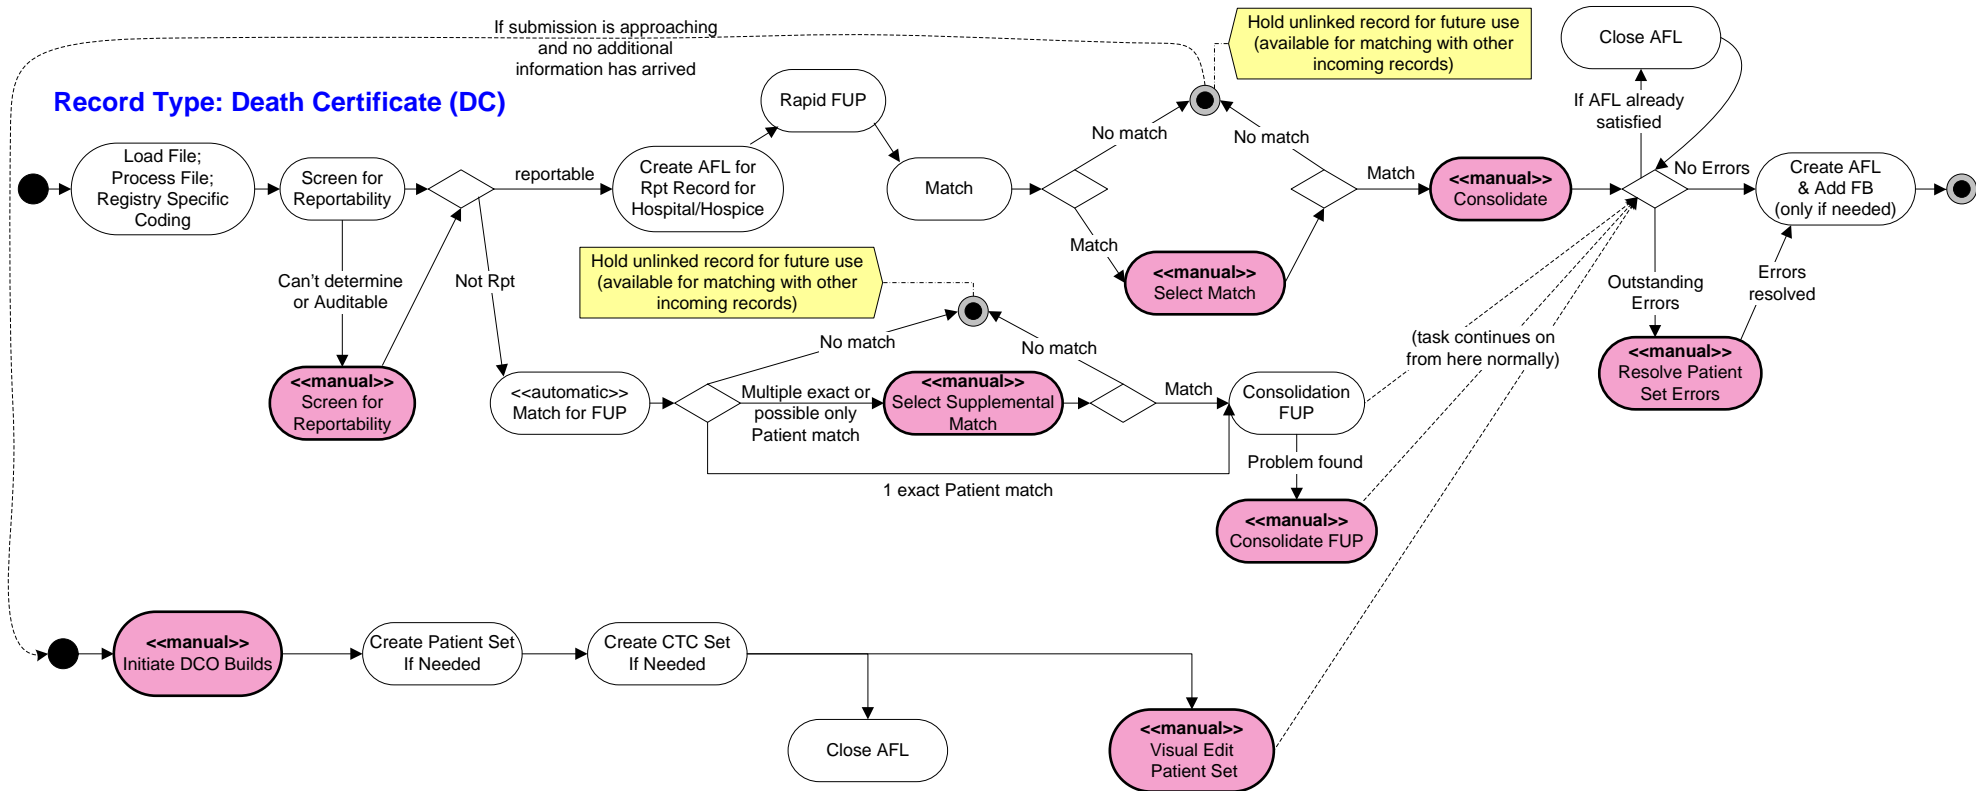 If submission is approaching
and no additional
information has arrived
Hold unlinked record for future use
(available for matching with other
incoming records)
Close AFL
Record Type: Death Certificate (DC)
Rapid FUP
If AFL already
satisfied
No match
No match
Load File;
Process File;
Registry Specific
Coding
Screen for
Reportability
reportable
Create AFL for
Rpt Record for
Hospital/Hospice
Match
Match
<<manual>>
Consolidate
No Errors
Create AFL
& Add FB
(only if needed)
Match
<<manual>>
Select Match
Can't determine
or Auditable
Not Rpt
Hold unlinked record for future use
(available for matching with other
incoming records)
Outstanding
Errors
Errors
resolved
No match
No match
(task continues on
from here normally)
<<manual>>
Resolve Patient
Set Errors
<<manual>>
Screen for
Reportability
<<automatic>>
Match for FUP
Multiple exact or
possible only
Patient match
<<manual>>
Select Supplemental
Match
Match
Consolidation
FUP
1 exact Patient match
Problem found
<<manual>>
Consolidate FUP
<<manual>>
Initiate DCO Builds
Create Patient Set
If Needed
Create CTC Set
If Needed
Close AFL
<<manual>>
Visual Edit
Patient Set